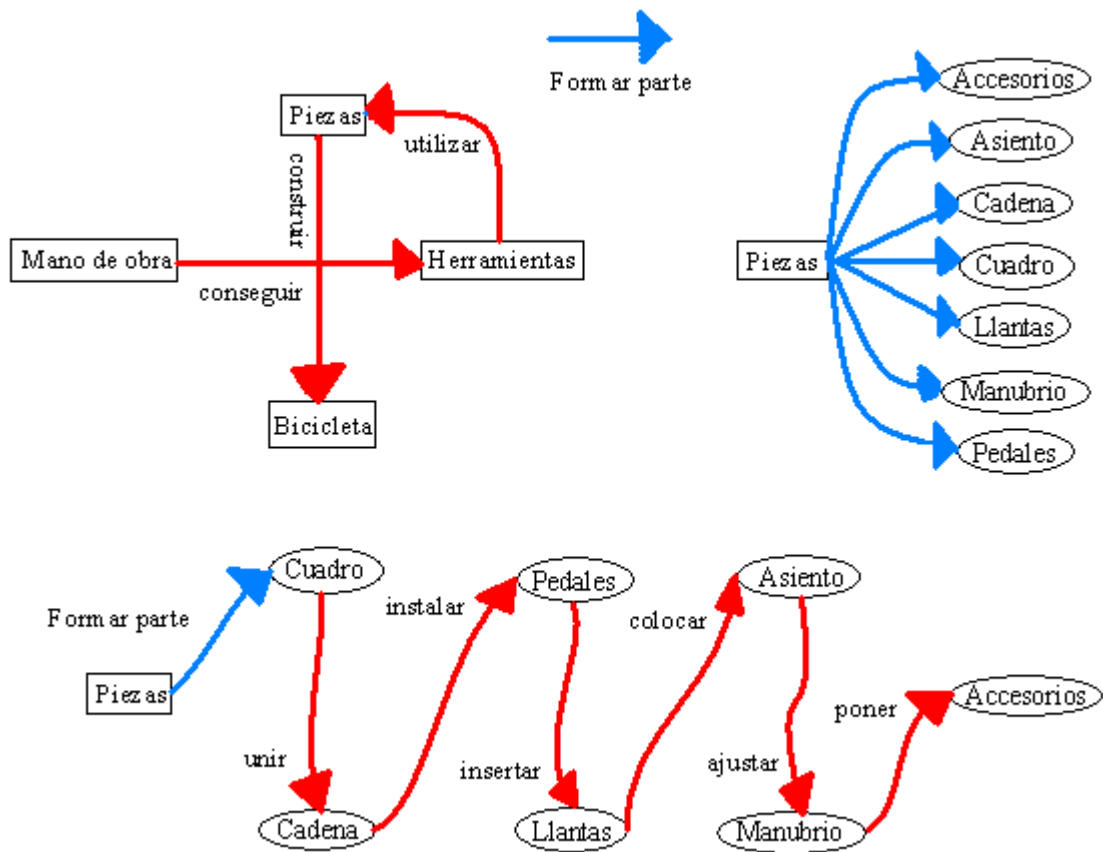 Formar parte
Piezas
utilizar
construir
Mano de obra
Herramientas
conseguir
Bicicleta
Accesorios
Asiento
Cadena
Piezas
Cuadro
Llantas
Manubrio
Pedales
Cuadro
Pedales
Asiento
instalar
colocar
Formar parte
Piezas
Accesorios
poner
unir
insertar
ajustar
Cadena
Llantas
Manubrio